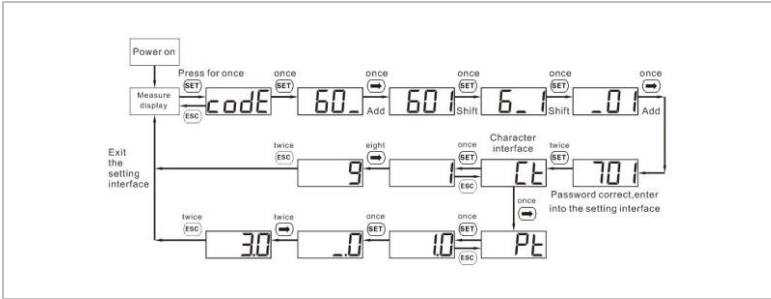 Power on
Press for once
once
once
once
once
once
SET
SET
➡
SET
SET
➡
Measure
display
ESC
codE
60_
Add
601
Shift
6_1
Shift
_01
Add
Exit
the
setting
interface
twice
ESC
eight
➡
once
SET
Character
interface
twice
SET
9
1
ESC
Ct
701
Password correct,enter
into the setting interface
once
➡
twice
ESC
twice
➡
once
SET
once
SET
3.0
_.0
1.0
ESC
Pt